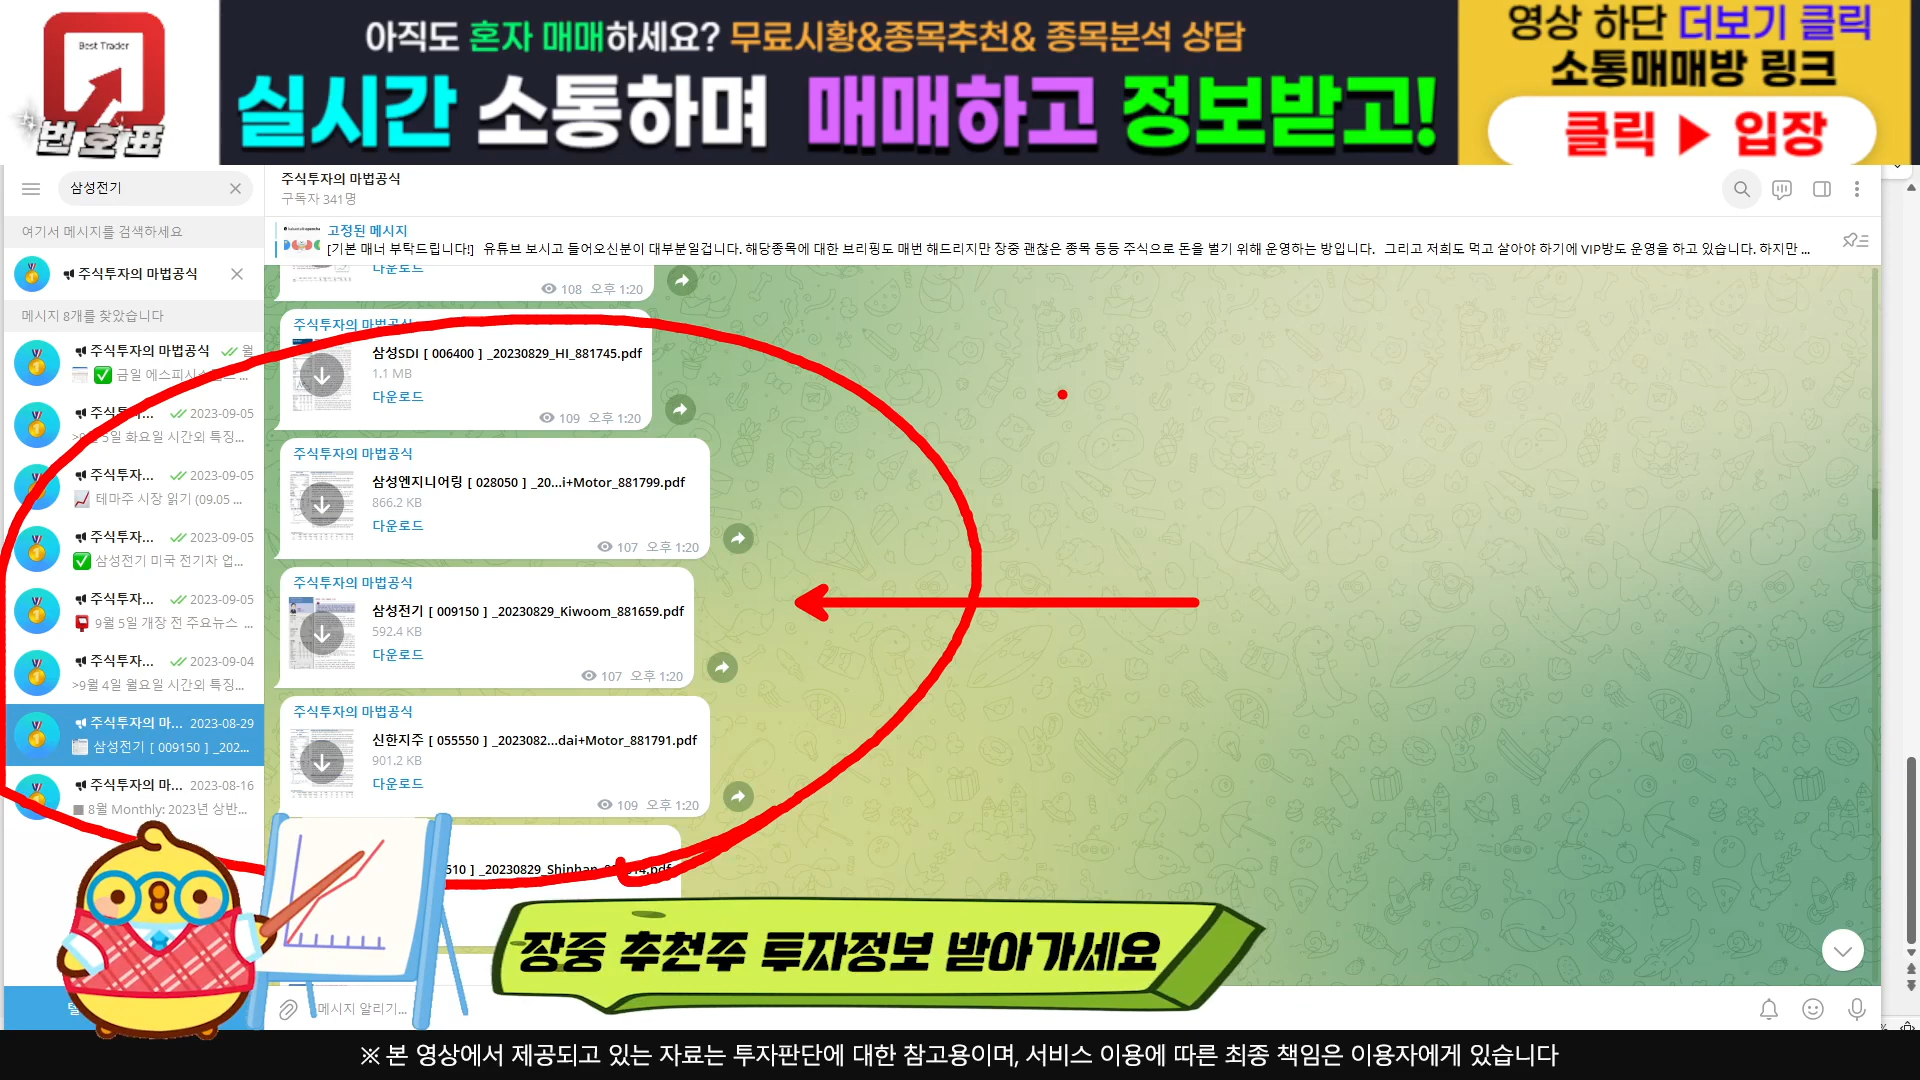 Best Trader
번호표
아직도 혼자 매매하세요? 무료시황&종목추천& 종목분석 상담
실시간 소통하며 매매하고 정보받고!
영상 하단 더보기 클릭
소통매매방 링크
클릭 ▶ 입장
삼성전기
여기서 메시지를 검색하세요
주식투자의 마법공식
메시지 8개를 찾았습니다
주식투자의 마법공식 월
금일
주식투자... 2023-09-05
5일 화요일 시간외 특징...
주식투자... 2023-09-05
테마주 시장 읽기 (09.05 ...
주식투자... 2023-09-05
삼성전기 미국 전기차 업...
주식투자... 2023-09-05
9월 5일 개장 전 주요뉴스 ...
주식투자... 2023-09-04
>9월 4일 월요일 시간외 특징...
주식투자의 마... 2023-08-29
삼성전기 [ 009150 ] _202...
주식투자의 마... 2023-08-16
8월 Monthly: 2023년 상반...
주식투자의 마법공식
구독자 341명
고정된 메시지
[기본 매너 부탁드립니다!] 유튜브 보시고 들어오신분이 대부분일겁니다. 해당종목에 대한 브리핑도 매번 해드리지만 장중 괜찮은 종목 등등 주식으로 돈을 벌기 위해 운영하는 방입니다. 그리고 저희도 먹고 살아야 하기에 VIP방도 운영을 하고 있습니다. 하지만 ...
다운로드
108 오후 1:20
주식투자의 마법공식
삼성SDI [ 006400 ] _20230829_HI_881745.pdf
1.1 MB
다운로드
109 오후 1:20
주식투자의 마법공식
삼성엔지니어링 [ 028050 ] _20...i+Motor_881799.pdf
866.2 KB
다운로드
107 오후 1:20
주식투자의 마법공식
삼성전기 [ 009150 ] _20230829_Kiwoom_881659.pdf
592.4 KB
다운로드
107 오후 1:20
주식투자의 마법공식
신한지주 [ 055550 ] _2023082...dai+Motor_881791.pdf
901.2 KB
다운로드
109 오후 1:20
510 ] _20230829_Shinhan
장중 추천주 투자정보 받아가세요
메시지 알리기...
※ 본 영상에서 제공되고 있는 자료는 투자판단에 대한 참고용이며, 서비스 이용에 따른 최종 책임은 이용자에게 있습니다